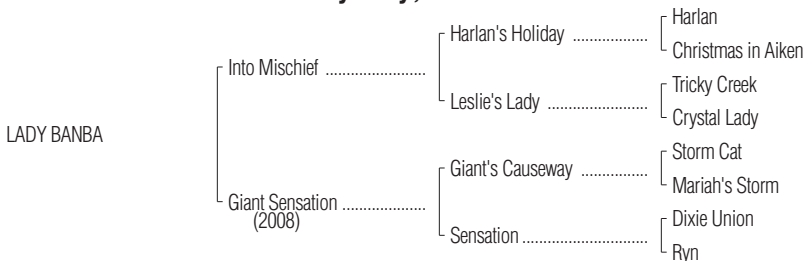 Harlan
Harlan's Holiday .................
Christmas in Aiken
Into Mischief ........................
Tricky Creek
Leslie's Lady ........................
Crystal Lady
LADY BANBA
Storm Cat
Giant's Causeway ................
Mariah's Storm
Giant Sensation ....................
(2008)
Dixie Union
Sensation ..............................
Ryn